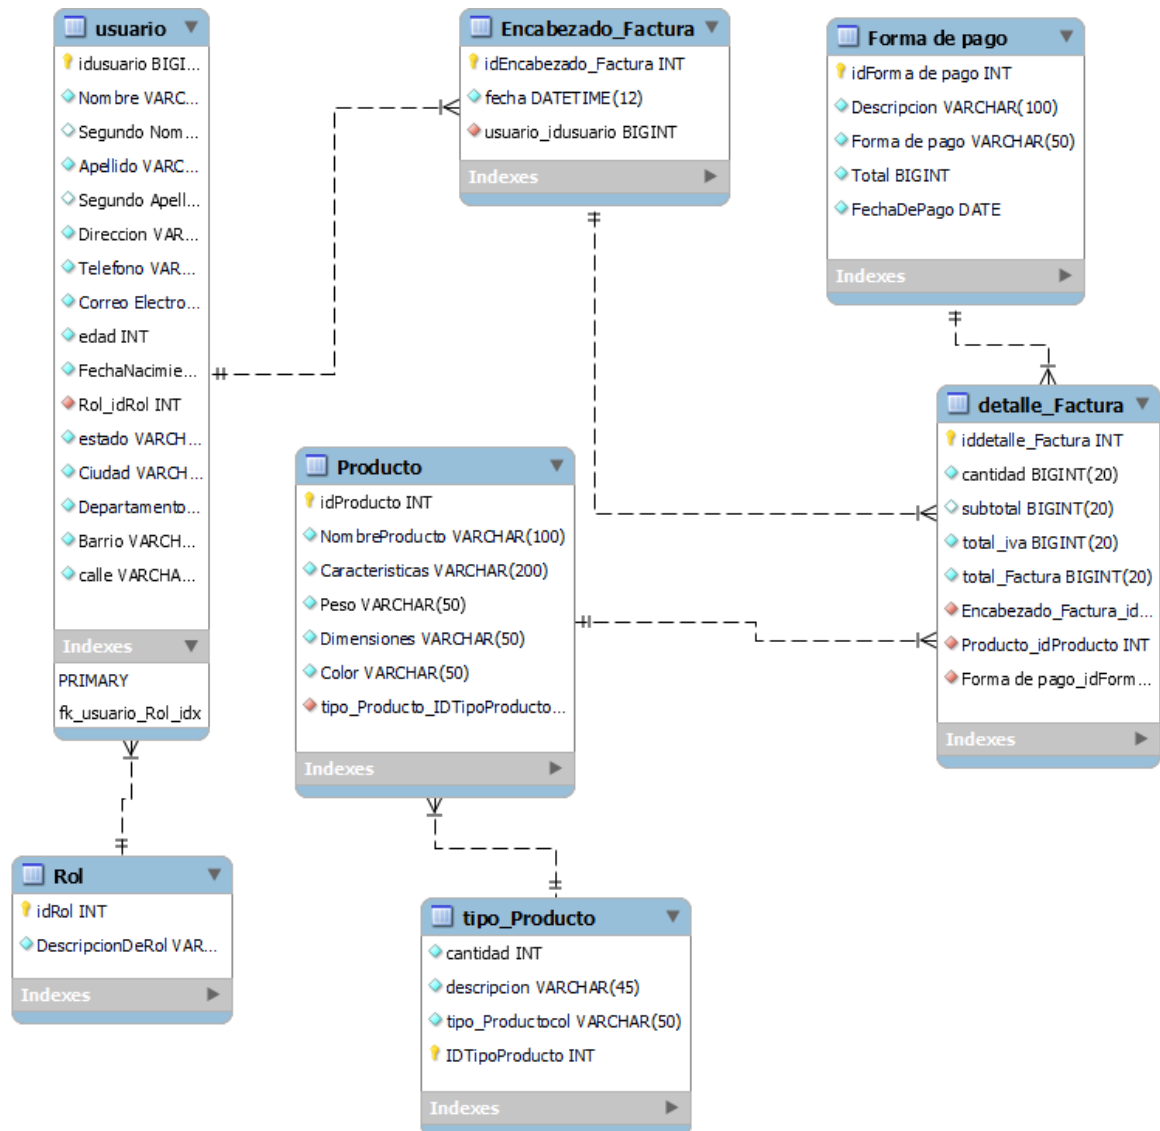 usuario
idusuario BIGI...
Nombre VARC...
Segundo Nom...
Apellido VARC...
Segundo Apell...
Direccion VAR...
Telefono VAR...
Correo Electro...
edad INT
FechaNacimie...
Rol_idRol INT
estado VARCH...
Ciudad VARCH...
Departamento...
Barrio VARCH...
calle VARCHA...
Indexes
PRIMARY
fk_usuario_Rol_idx
Encabezado_Factura
idEncabezado_Factura INT
fecha DATETIME(12)
usuario_idusuario BIGINT
Indexes
Forma de pago
idForma de pago INT
Descripcion VARCHAR(100)
Forma de pago VARCHAR(50)
Total BIGINT
FechaDePago DATE
Indexes
detalle_Factura
iddetalle_Factura INT
cantidad BIGINT(20)
subtotal BIGINT(20)
total_iva BIGINT(20)
total_Factura BIGINT(20)
Encabezado_Factura_id...
Producto_idProducto INT
Forma de pago_idForm...
Indexes
Producto
idProducto INT
NombreProducto VARCHAR(100)
Caracteristicas VARCHAR(200)
Peso VARCHAR(50)
Dimensiones VARCHAR(50)
Color VARCHAR(50)
tipo_Producto_IDTipoProducto...
Indexes
Rol
idRol INT
DescripcionDeRol VAR...
Indexes
tipo_Producto
cantidad INT
descripcion VARCHAR(45)
tipo_Productocol VARCHAR(50)
IDTipoProducto INT
Indexes